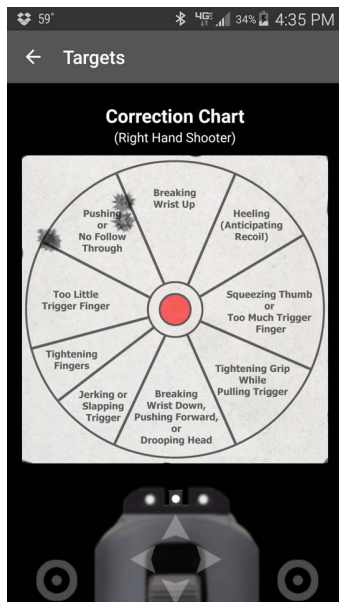 59°
4G
34%
4:35 PM
Targets
Correction Chart
(Right Hand Shooter)
Breaking
Wrist Up
Heeling
(Anticipating
Recoil)
Squeezing Thumb
or
Too Much Trigger
Finger
Tightening Grip
While
Pulling Trigger
Breaking
Wrist Down,
Pushing Forward,
or
Drooping Head
Jerking or
Slapping
Trigger
Tightening
Fingers
Too Little
Trigger Finger
Pushing
or
No Follow
Through